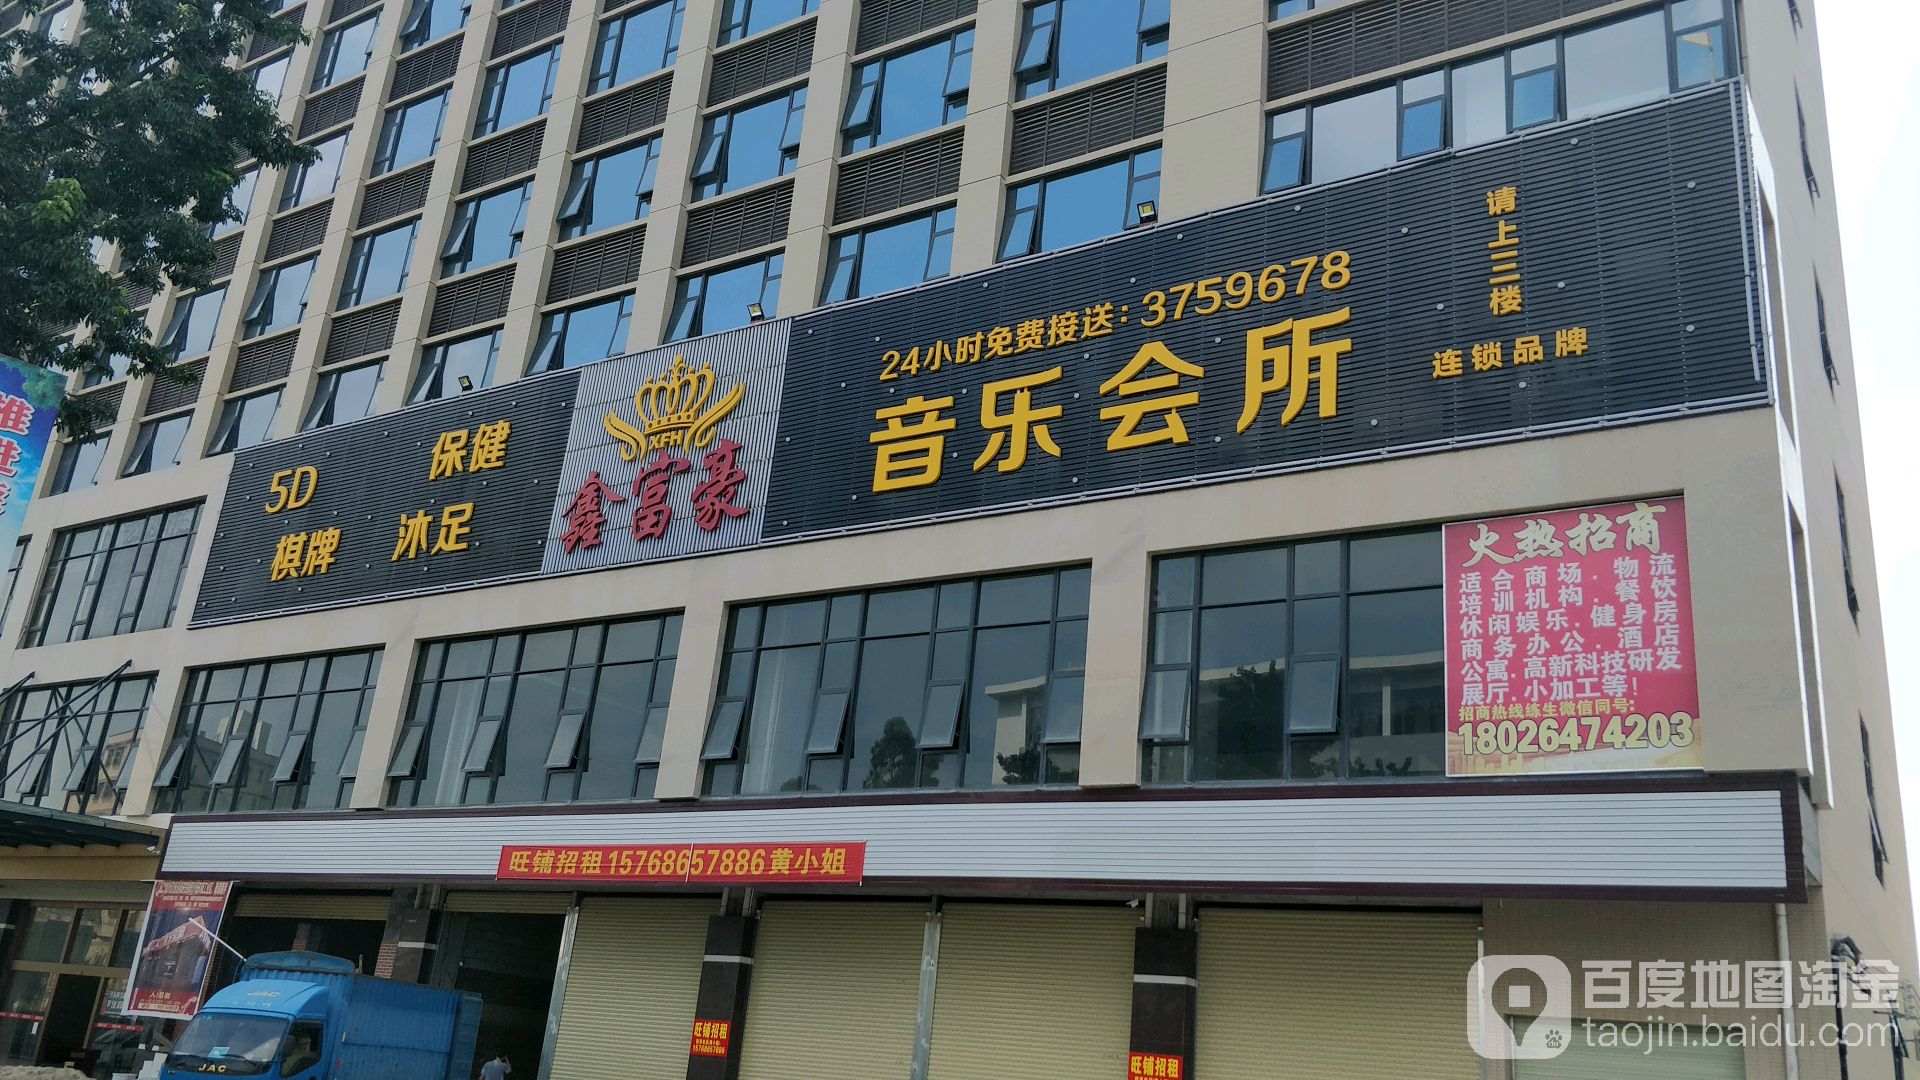 5D
保健
棋牌
沐足
XFH
鑫富豪
24小时免费接送：3759678
音乐会所
请上三楼
连锁品牌
火热招商
适合商场.物流
培训机构.餐饮
休闲娱乐.健身房
商务办公.酒店
公寓.高新科技研发
展厅.小加工等!
招商热线练生微信同号:
18026474203
旺铺招租15768657886黄小姐
旺铺招租
15768657886
旺铺招租
JAC
JAC
百度地图淘金
taojin.baidu.com